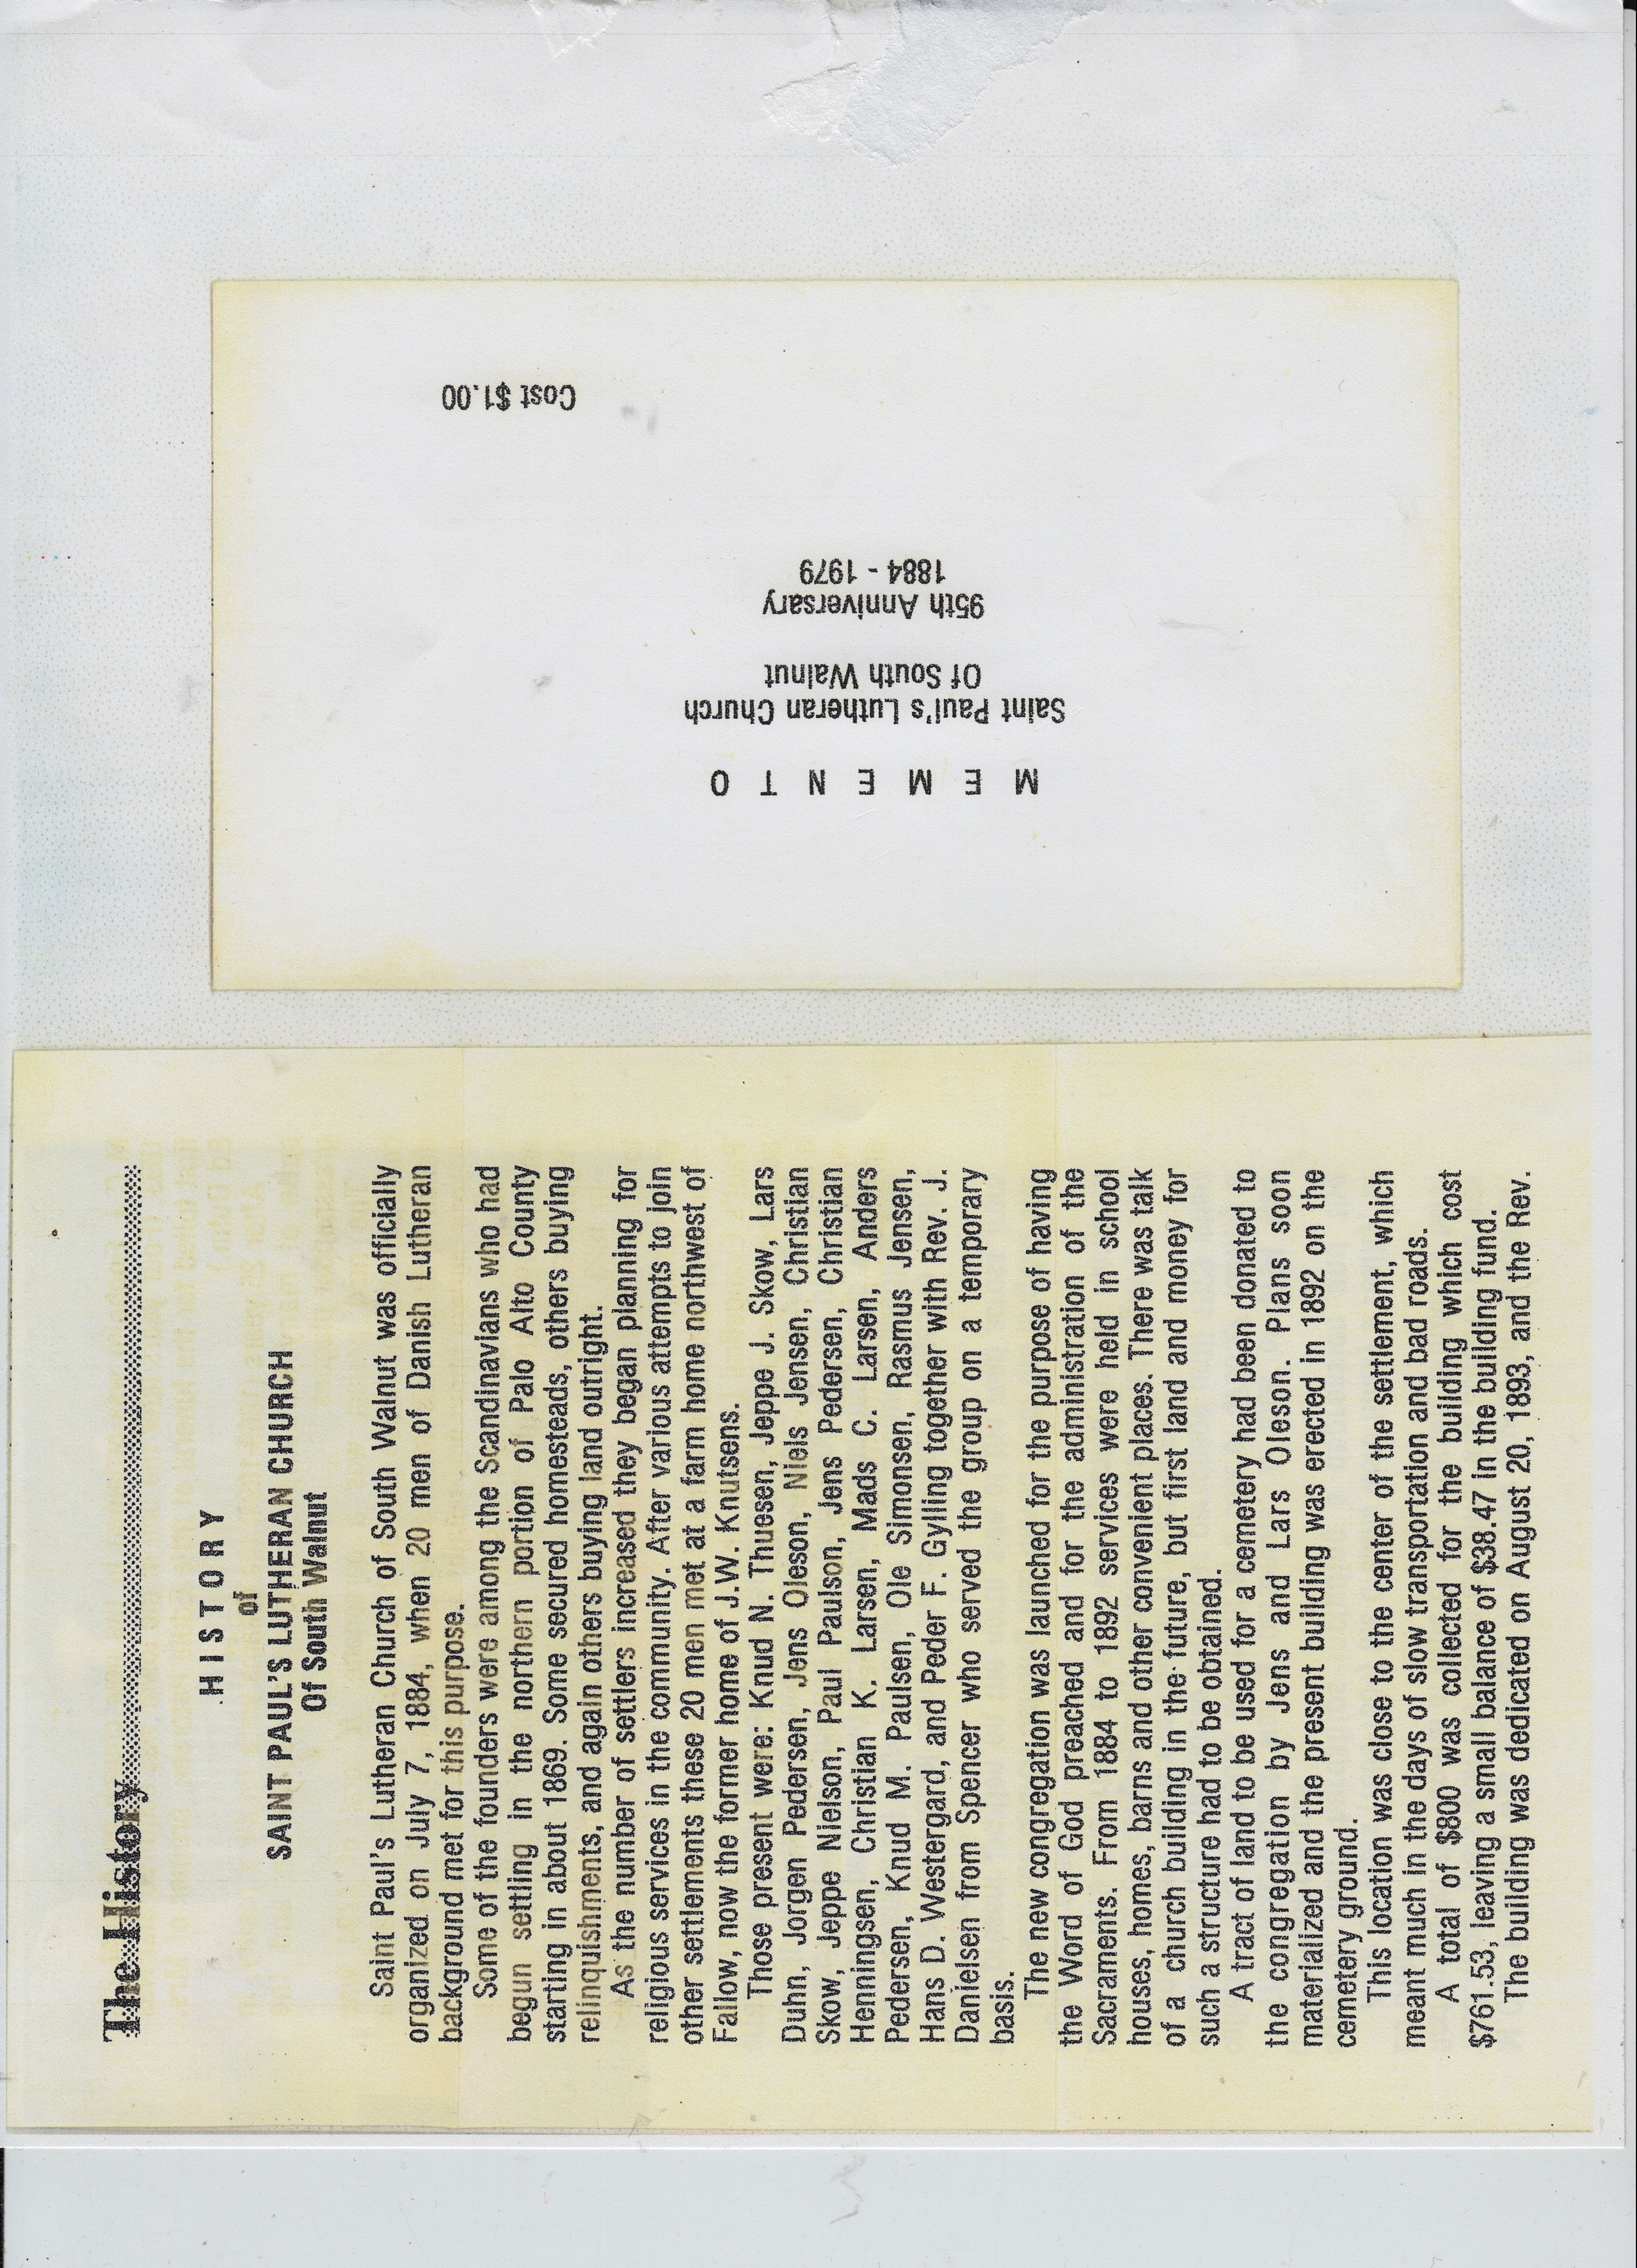 MEMENTO
Saint Paul's Lutheran Church
Of South Walnut
95th Anniversary
1884 - 1979
Cost $1.00
The History
HISTORY
of
SAINT PAUL'S LUTHERAN CHURCH
Of South Walnut
Saint Paul's Lutheran Church of South Walnut was officially
organized on July 7, 1884, when 20 men of Danish Lutheran
background met for this purpose.
Some of the founders were among the Scandinavians who had
begun settling in the northern portion of Palo Alto County
starting in about 1869. Some secured homesteads, others buying
relinquishments, and again others buying land outright.
As the number of settlers increased they began planning for
religious services in the community. After various attempts to join
other settlements these 20 men met at a farm home northwest of
Fallow, now the former home of J.W. Knutsens.
Those present were: Knud N. Thuesen, Jeppe J. Skow, Lars
Duhn, Jorgen Pedersen, Jens Oleson, Niels Jensen, Christian
Skow, Jeppe Nielson, Paul Paulson, Jens Pedersen, Christian
Henningsen, Christian K. Larsen, Mads C. Larsen, Anders
Pedersen, Knud M. Paulsen, Ole Simonsen, Rasmus Jensen,
Hans D. Westergard, and Peder F. Gylling together with Rev. J.
Danielsen from Spencer who served the group on a temporary
basis.
The new congregation was launched for the purpose of having
the Word of God preached and for the administration of the
Sacraments. From 1884 to 1892 services were held in school
houses, homes, barns and other convenient places. There was talk
of a church building in the future, but first land and money for
such a structure had to be obtained.
A tract of land to be used for a cemetery had been donated to
the congregation by Jens and Lars Oleson. Plans soon
materialized and the present building was erected in 1892 on the
cemetery ground.
This location was close to the center of the settlement, which
meant much in the days of slow transportation and bad roads.
A total of $800 was collected for the building which cost
$761.53, leaving a small balance of $38.47 in the building fund.
The building was dedicated on August 20, 1893, and the Rev.